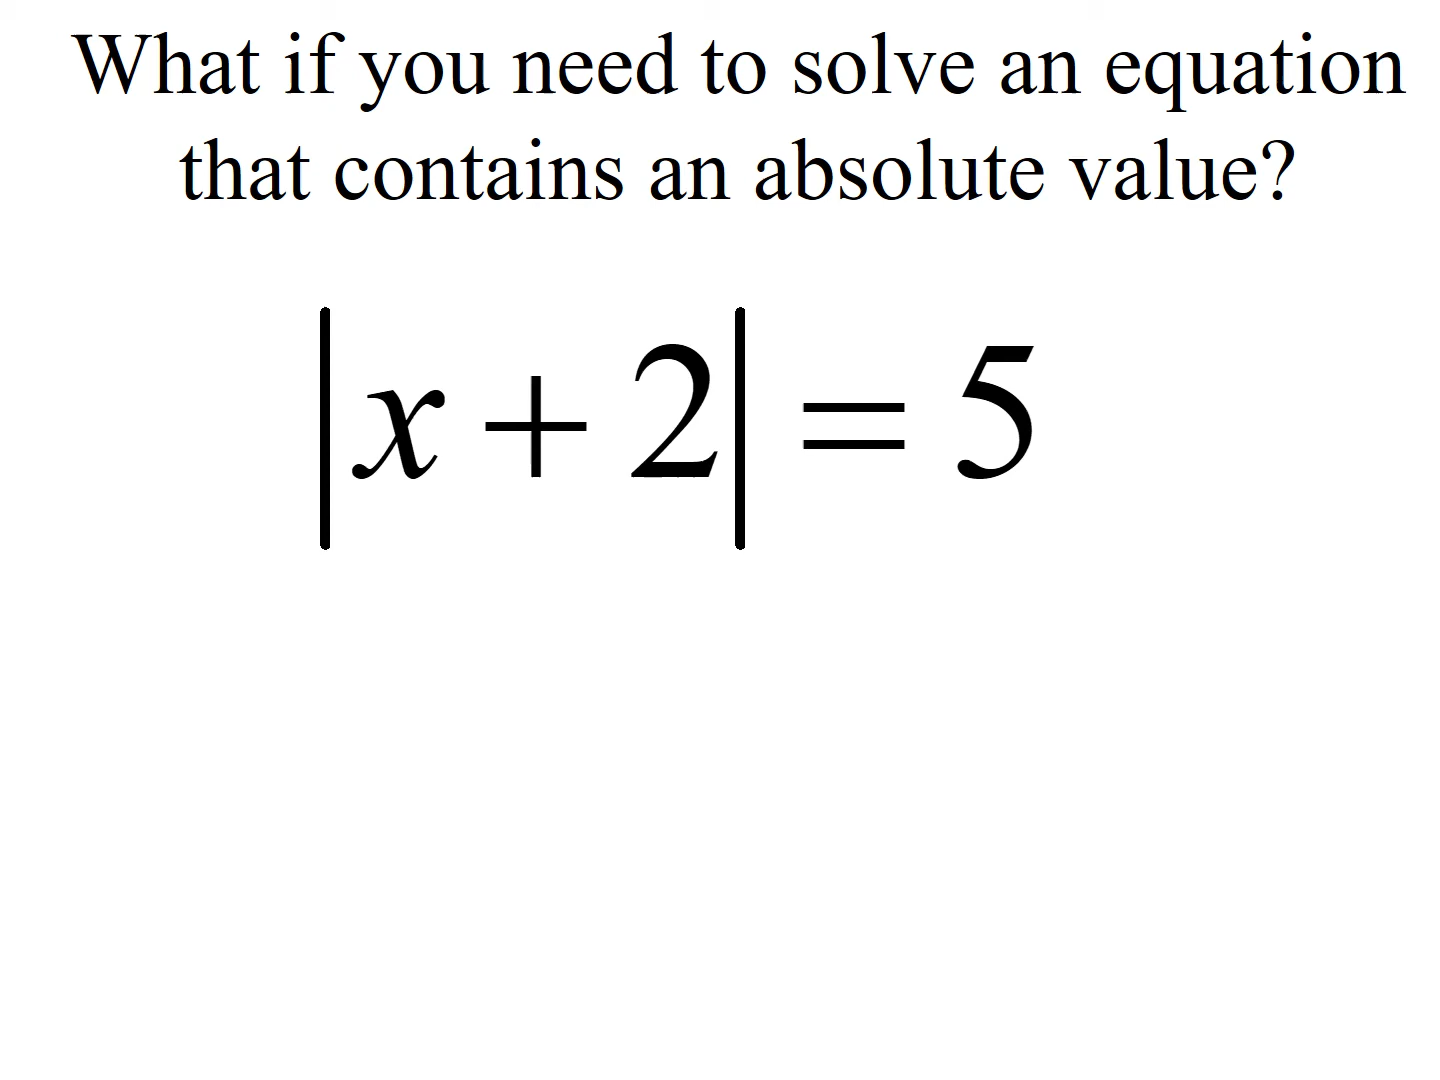 What if you need to solve an equation
that contains an absolute value?
|x + 2| = 5